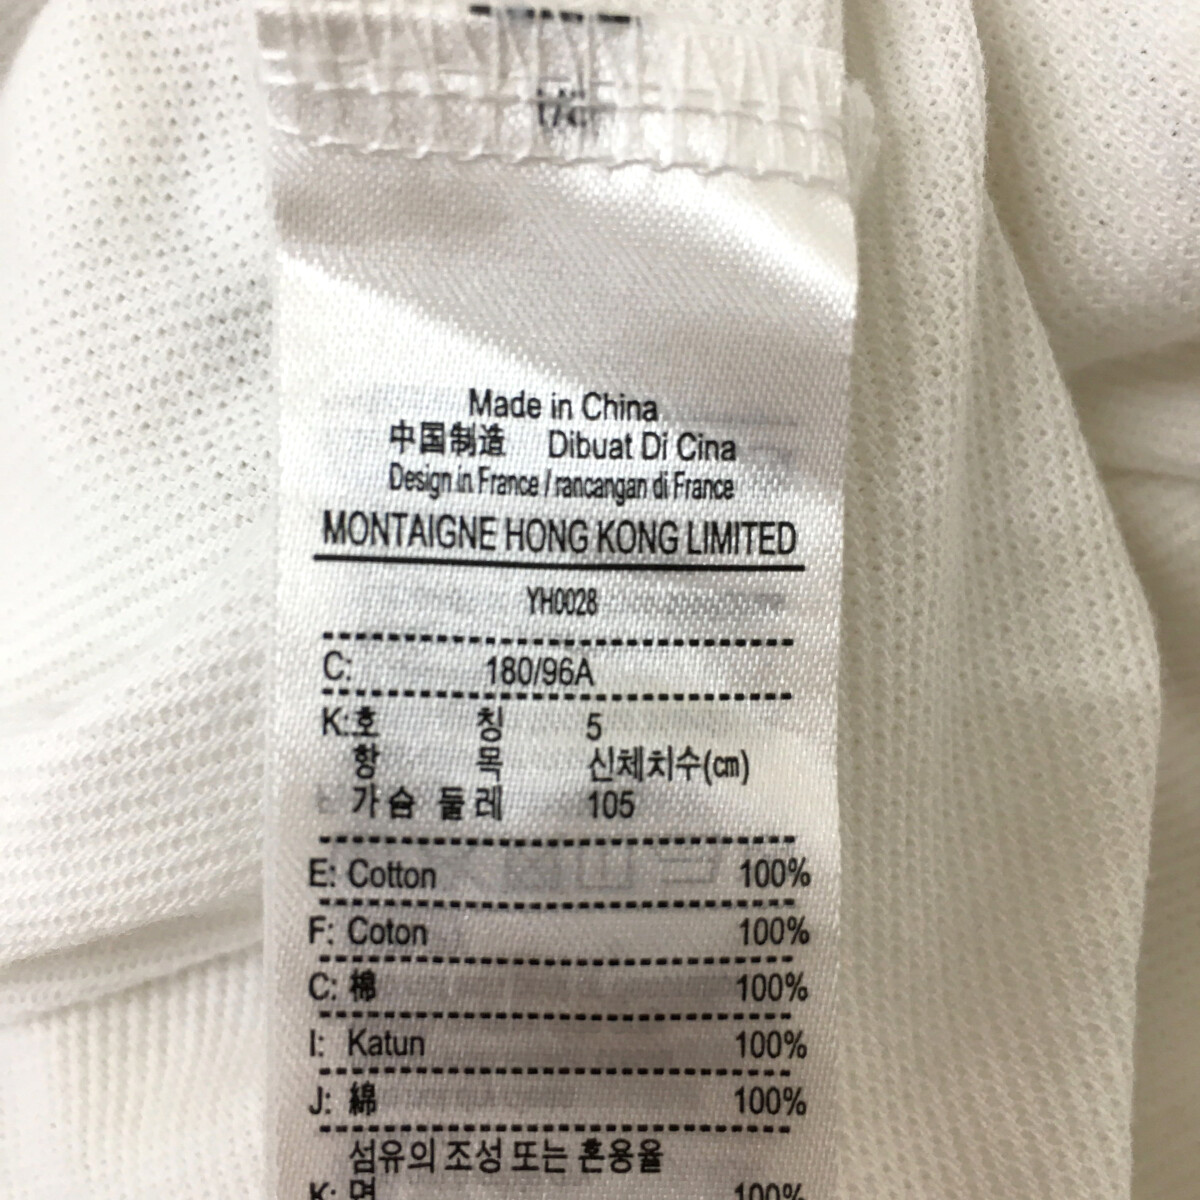 Made in China
中国制造 Dibuat Di Cina
Design in France / rancangan di France
MONTAIGNE HONG KONG LIMITED
YH0028
C: 180/96A
K:호 칭 5
항 목 신체치수(㎝)
가슴 둘레 105
E: Cotton 100%
F: Coton 100%
C: 棉 100%
I: Katun 100%
J: 綿 100%
섬유의 조성 또는 혼용율
K: 면 100%